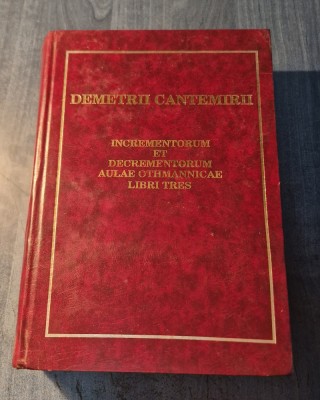 DEMETRII CANTEMIRII
INCREMENTORUM
ET
DECREMENTORUM
AULAE OTHMANNICAE
LIBRI TRES